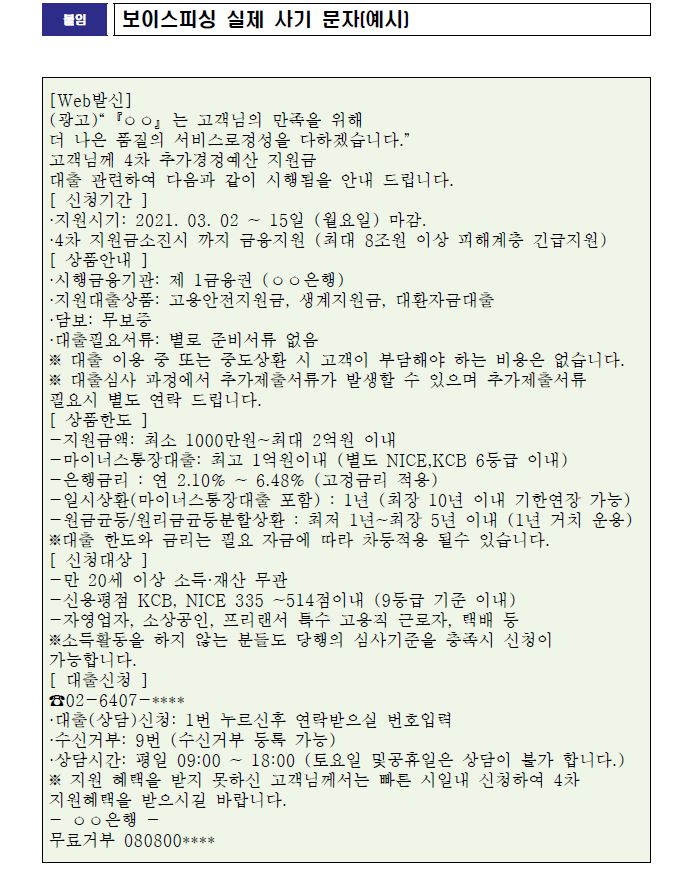 붙임
보이스피싱 실제 사기 문자(예시)
[Web발신]
(광고)“『ㅇㅇ』는 고객님의 만족을 위해
더 나은 품질의 서비스로경성을 다하겠습니다.”
고객님께 4차 추가경정예산 지원금
대출 관련하여 다음과 같이 시행됨을 안내 드립니다.
[ 신청기간 ]
·지원시기: 2021. 03. 02 ~ 15일 (월요일) 마감.
·4차 지원금소진시 까지 금융지원 (최대 8조원 이상 피해계층 긴급지원)
[ 상품안내 ]
·시행금융기관: 제 1금융권 (ㅇㅇ은행)
·지원대출상품: 고용안전지원금, 생계지원금, 대환자금대출
·담보: 무보증
·대출필요서류: 별로 준비서류 없음
※ 대출 이용 중 또는 중도상환 시 고객이 부담해야 하는 비용은 없습니다.
※ 대출심사 과정에서 추가제출서류가 발생할 수 있으며 추가제출서류
필요시 별도 연락 드립니다.
[ 상품한도 ]
-지원금액: 최소 1000만원~최대 2억원 이내
-마이너스통장대출: 최고 1억원이내 (별도 NICE,KCB 6등급 이내)
-은행금리 : 연 2.10% ~ 6.48% (고정금리 적용)
-일시상환(마이너스통장대출 포함) : 1년 (최장 10년 이내 기한연장 가능)
-원금균등/원리금균등분할상환 : 최저 1년~최장 5년 이내 (1년 거치 운용)
※대출 한도와 금리는 필요 자금에 따라 차등적용 될수 있습니다.
[ 신청대상 ]
-만 20세 이상 소득·재산 무관
-신용평점 KCB, NICE 335 ~514점이내 (9등급 기준 이내)
-자영업자, 소상공인, 프리랜서 특수 고용직 근로자, 택배 등
※소득활동을 하지 않는 분들도 당행의 심사기준을 충족시 신청이
가능합니다.
[ 대출신청 ]
☎02-6407-****
·대출(상담)신청: 1번 누르신후 연락받으실 번호입력
·수신거부: 9번 (수신거부 등록 가능)
·상담시간: 평일 09:00 ~ 18:00 (토요일 및공휴일은 상담이 불가 합니다.)
※ 지원 혜택을 받지 못하신 고객님께서는 빠른 시일내 신청하여 4차
지원혜택을 받으시길 바랍니다.
- ㅇㅇ은행 -
무료거부 080800****